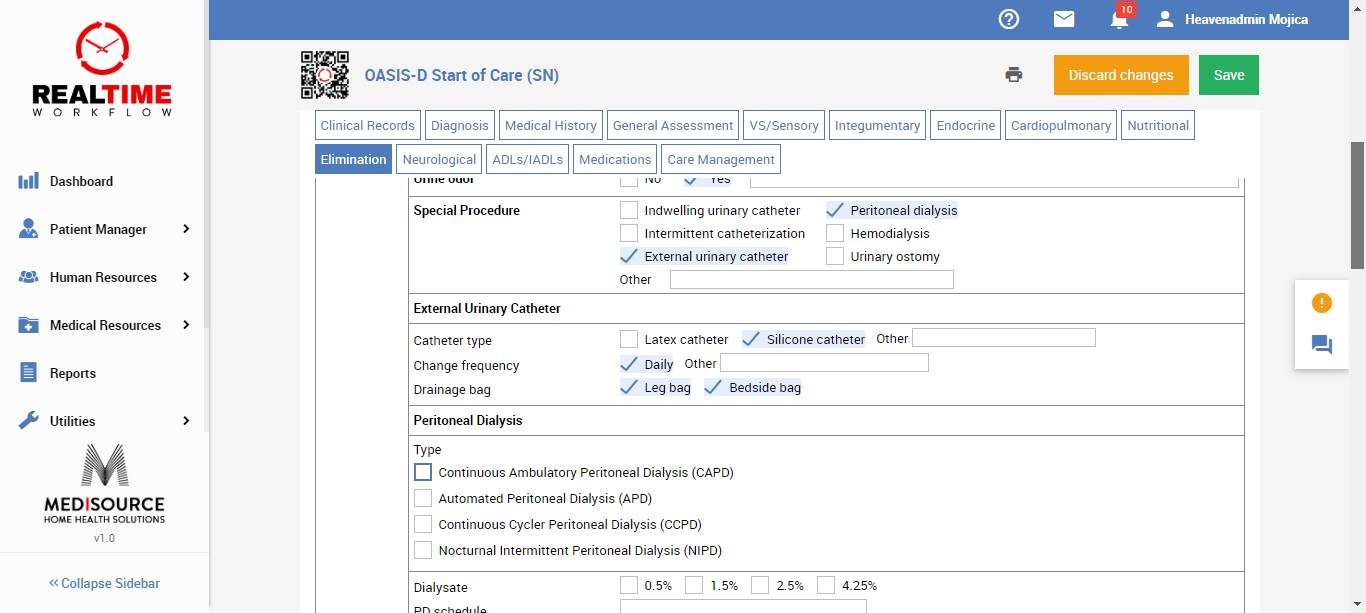 10
Heavenadmin Mojica
REALTIME
WORKFLOW
OASIS-D Start of Care (SN)
Discard changes
Save
Clinical Records
Diagnosis
Medical History
General Assessment
VS/Sensory
Integumentary
Endocrine
Cardiopulmonary
Nutritional
Elimination
Neurological
ADLs/IADLs
Medications
Care Management
Dashboard
Patient Manager
Human Resources
Medical Resources
Reports
Utilities
MEDISOURCE
HOME HEALTH SOLUTIONS
v1.0
<< Collapse Sidebar
Urine odor No Yes
Special Procedure
Indwelling urinary catheter Peritoneal dialysis
Intermittent catheterization Hemodialysis
External urinary catheter Urinary ostomy
Other
External Urinary Catheter
Catheter type Latex catheter Silicone catheter Other
Change frequency Daily Other
Drainage bag Leg bag Bedside bag
Peritoneal Dialysis
Type
Continuous Ambulatory Peritoneal Dialysis (CAPD)
Automated Peritoneal Dialysis (APD)
Continuous Cycler Peritoneal Dialysis (CCPD)
Nocturnal Intermittent Peritoneal Dialysis (NIPD)
Dialysate 0.5% 1.5% 2.5% 4.25%
PD schedule